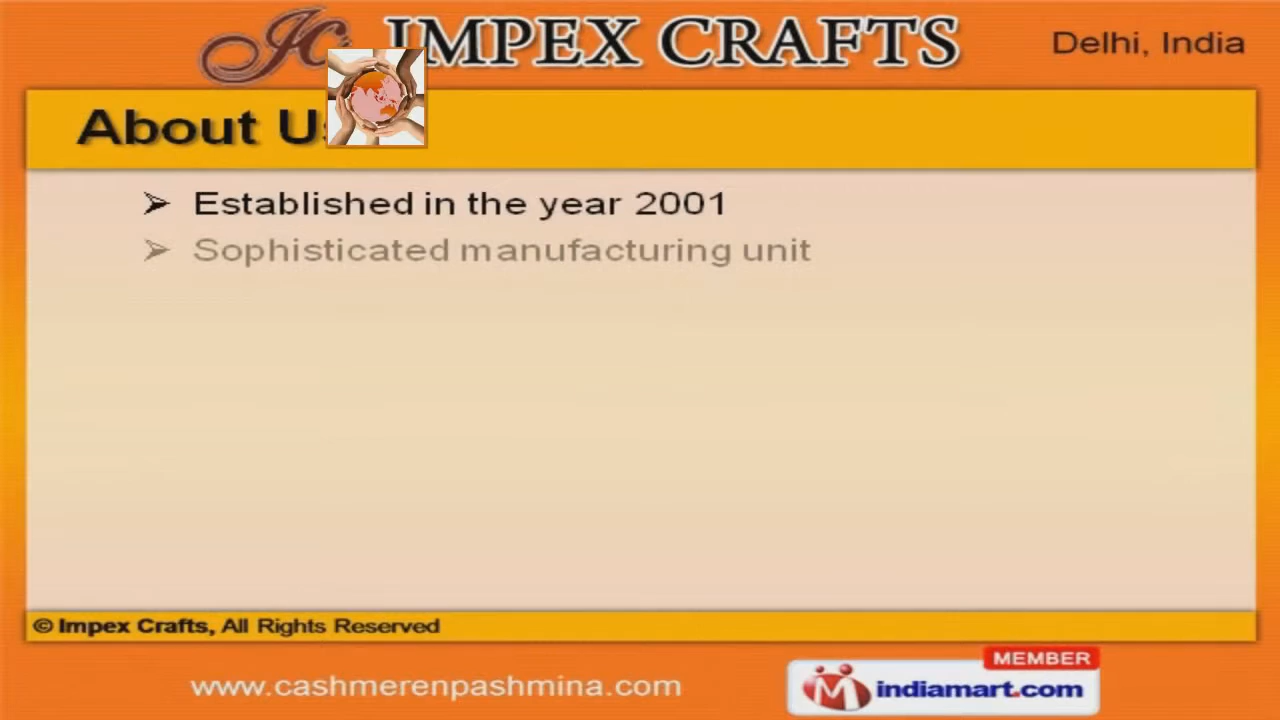 IMPEX CRAFTS
Delhi, India
About Us
➢ Established in the year 2001
➢ Sophisticated manufacturing unit
© Impex Crafts, All Rights Reserved
www.cashmerenpashmina.com
MEMBER
indiamart.com